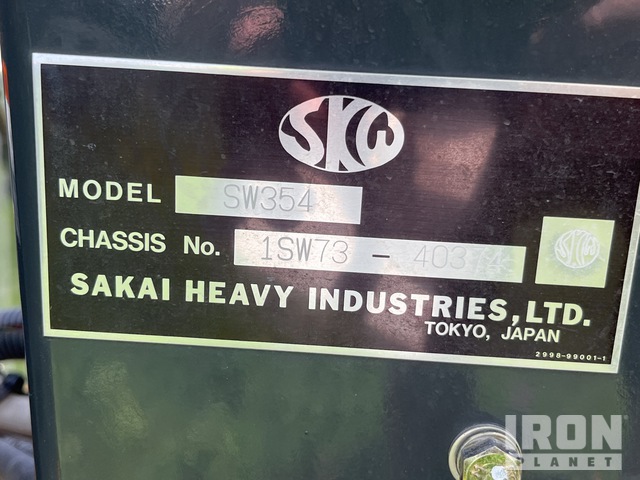 SKW
MODEL SW354
CHASSIS No. 1SW73 -
SAKAI HEAVY INDUSTRIES, LTD.
TOKYO, JAPAN
2998-99001-1
IRON
PLANET